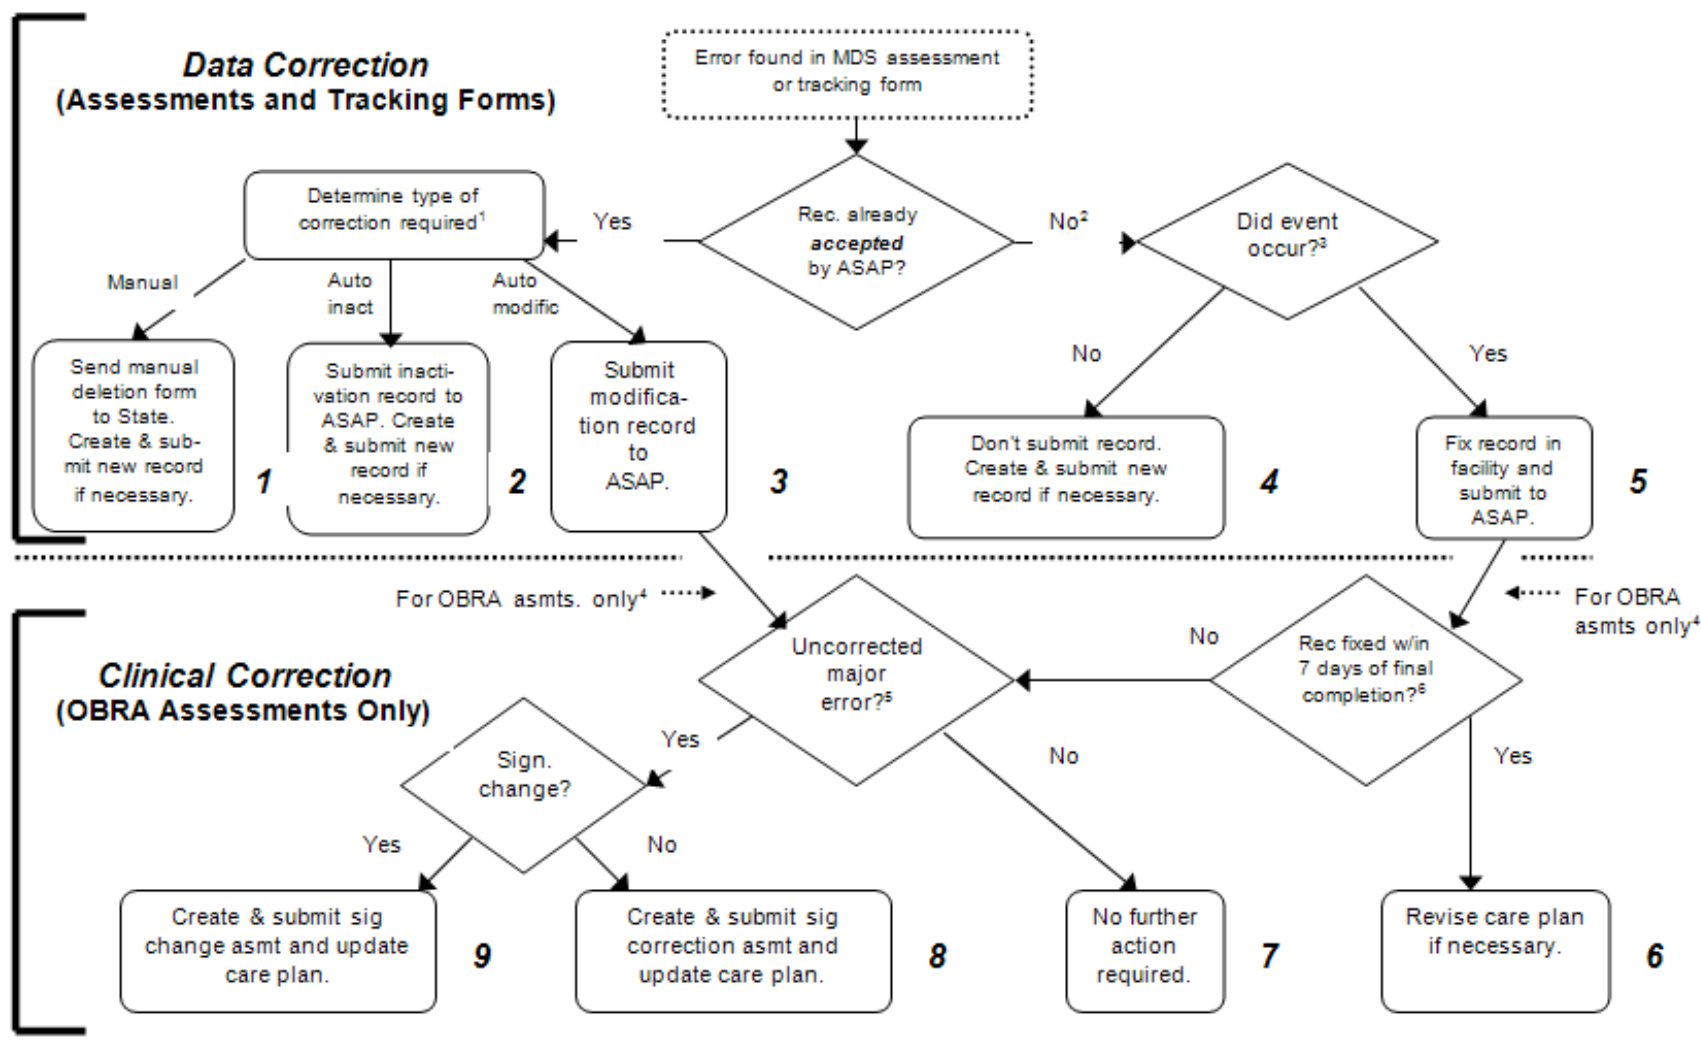 Data Correction
(Assessments and Tracking Forms)
Error found in MDS assessment
or tracking form
Determine type of
correction required¹
Yes
Rec. already
accepted
by ASAP?
No²
Did event
occur?³
Manual
Auto
inact
Auto
modific
No
Yes
Send manual
deletion form
to State.
Create & sub-
mit new record
if necessary.
1
Submit inacti-
vation record to
ASAP. Create
& submit new
record if
necessary.
2
Submit
modifica-
tion record
to
ASAP.
3
Don't submit record.
Create & submit new
record if necessary.
4
Fix record in
facility and
submit to
ASAP.
5
For OBRA asmts. only⁴
For OBRA
asmts only⁴
Clinical Correction
(OBRA Assessments Only)
Uncorrected
major
error?⁵
No
Rec fixed w/in
7 days of final
completion?⁶
Yes
Sign.
change?
No
Yes
Yes
No
Create & submit sig
change asmt and update
care plan.
9
Create & submit sig
correction asmt and
update care plan.
8
No further
action
required.
7
Revise care plan
if necessary.
6